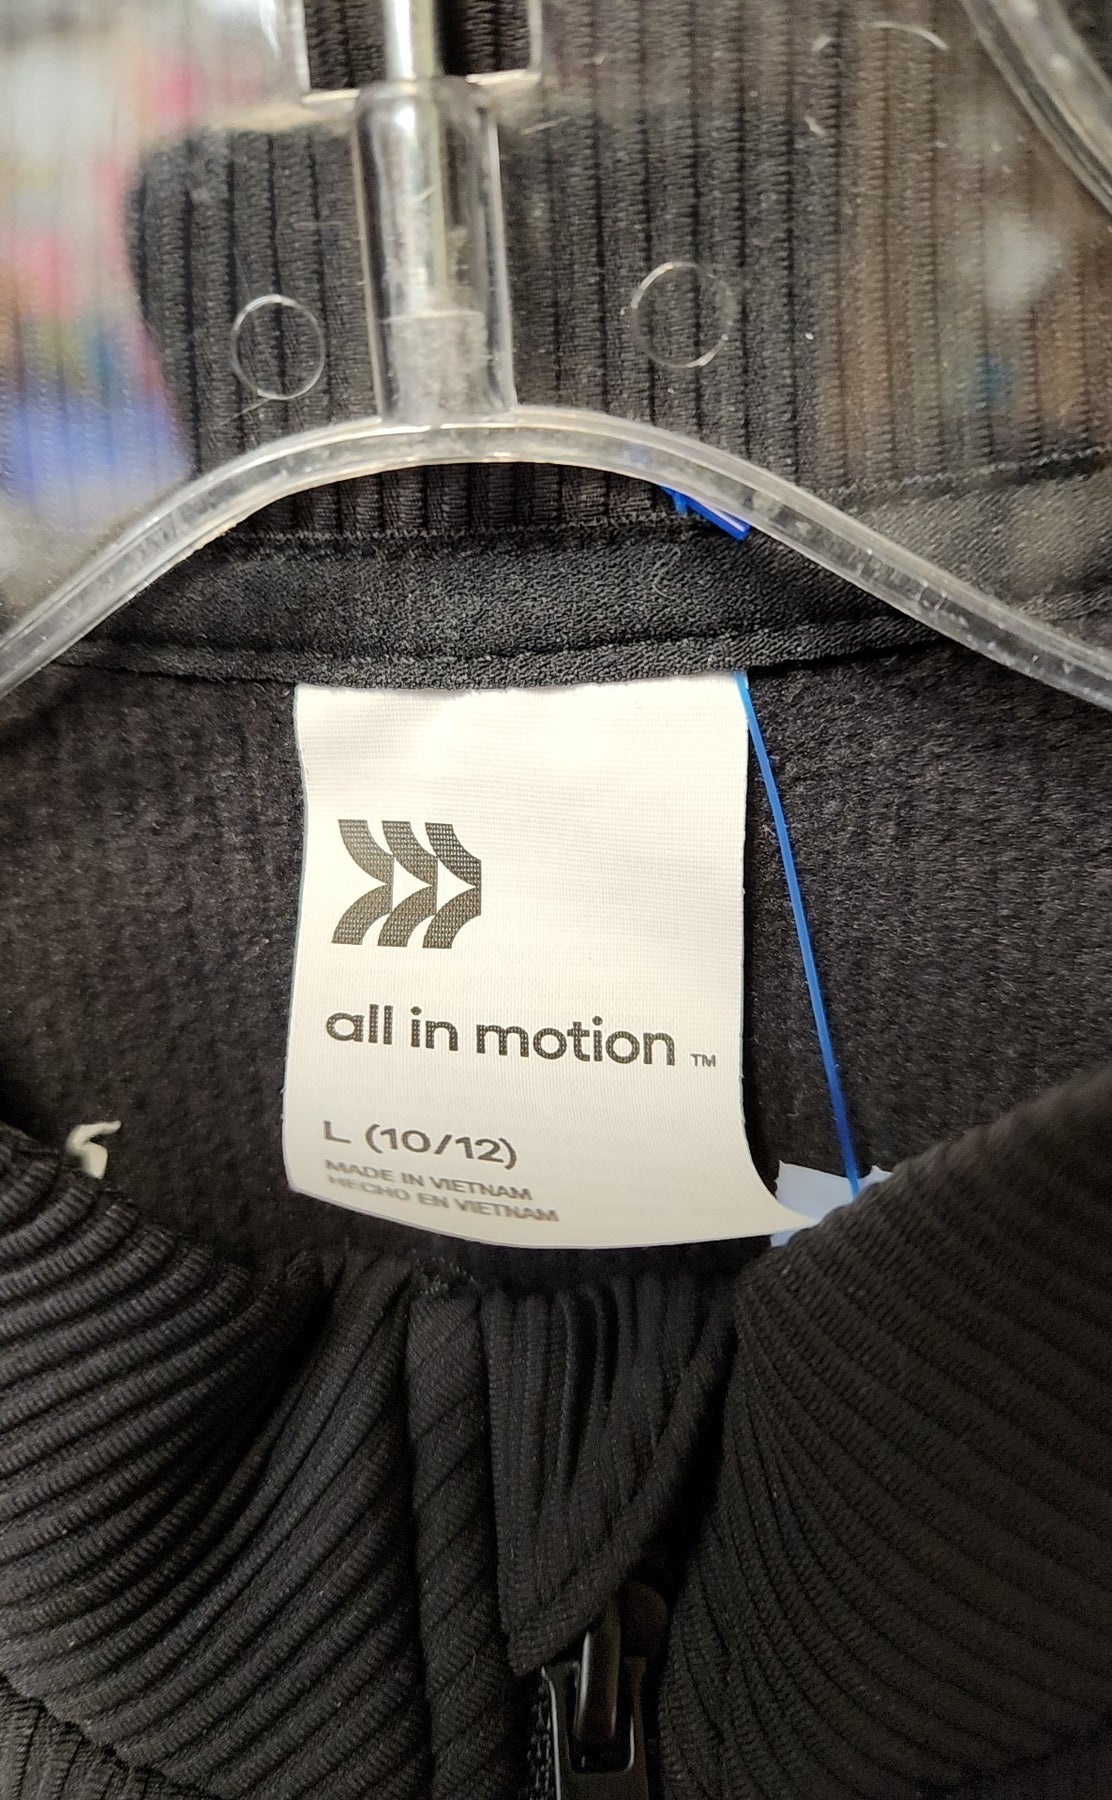 all in motion ™
L (10/12)
MADE IN VIETNAM
HECHO EN VIETNAM